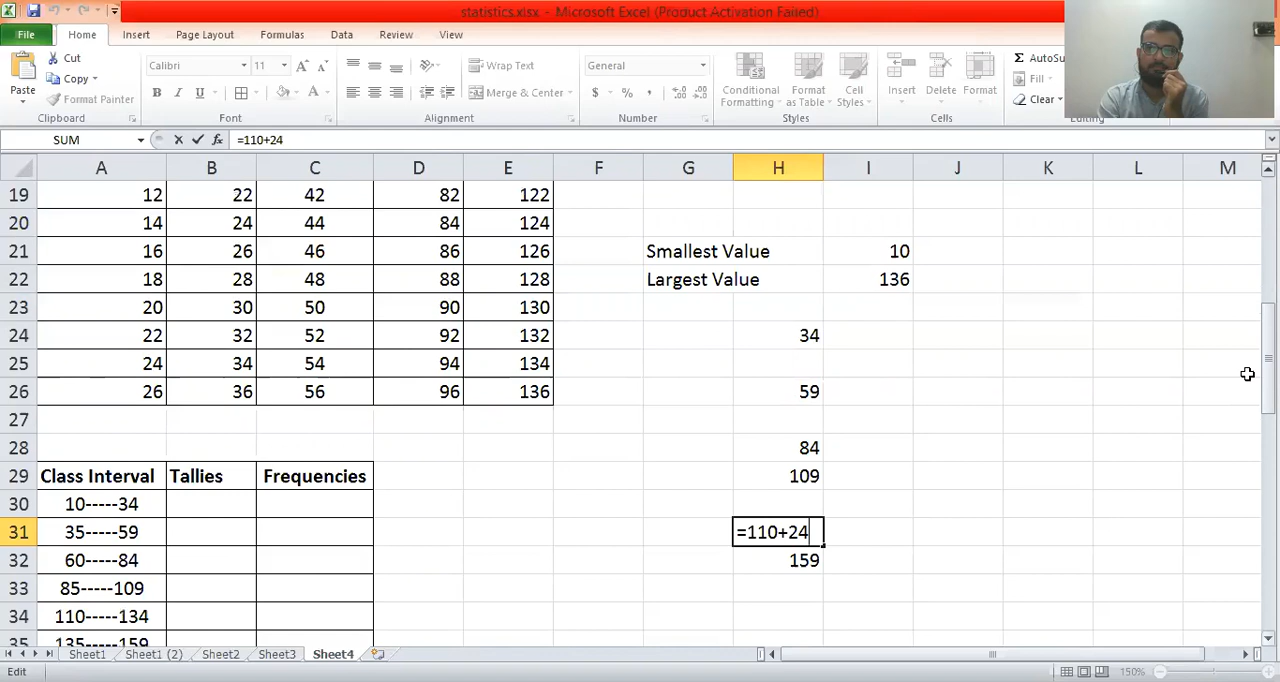 statistics.xlsx - Microsoft Excel (Product Activation Failed)
File Home Insert Page Layout Formulas Data Review View
Paste
Cut
Copy
Format Painter
Clipboard
Calibri 11
B I U
Font
Wrap Text
Merge & Center
Alignment
General
$ % ,
Number
Conditional Formatting
Format as Table
Cell Styles
Styles
Insert Delete Format
Cells
Σ AutoSu
Fill
Clear
SUM fx =110+24
A B C D E F G H I J K L M
19 12 22 42 82 122
20 14 24 44 84 124
21 16 26 46 86 126 Smallest Value 10
22 18 28 48 88 128 Largest Value 136
23 20 30 50 90 130
24 22 32 52 92 132 34
25 24 34 54 94 134
26 26 36 56 96 136 59
27
28 84
29 Class Interval Tallies Frequencies 109
30 10-----34
31 35-----59 =110+24
32 60-----84 159
33 85-----109
34 110-----134
35 135-----159
Sheet1 Sheet1 (2) Sheet2 Sheet3 Sheet4
Edit 150%